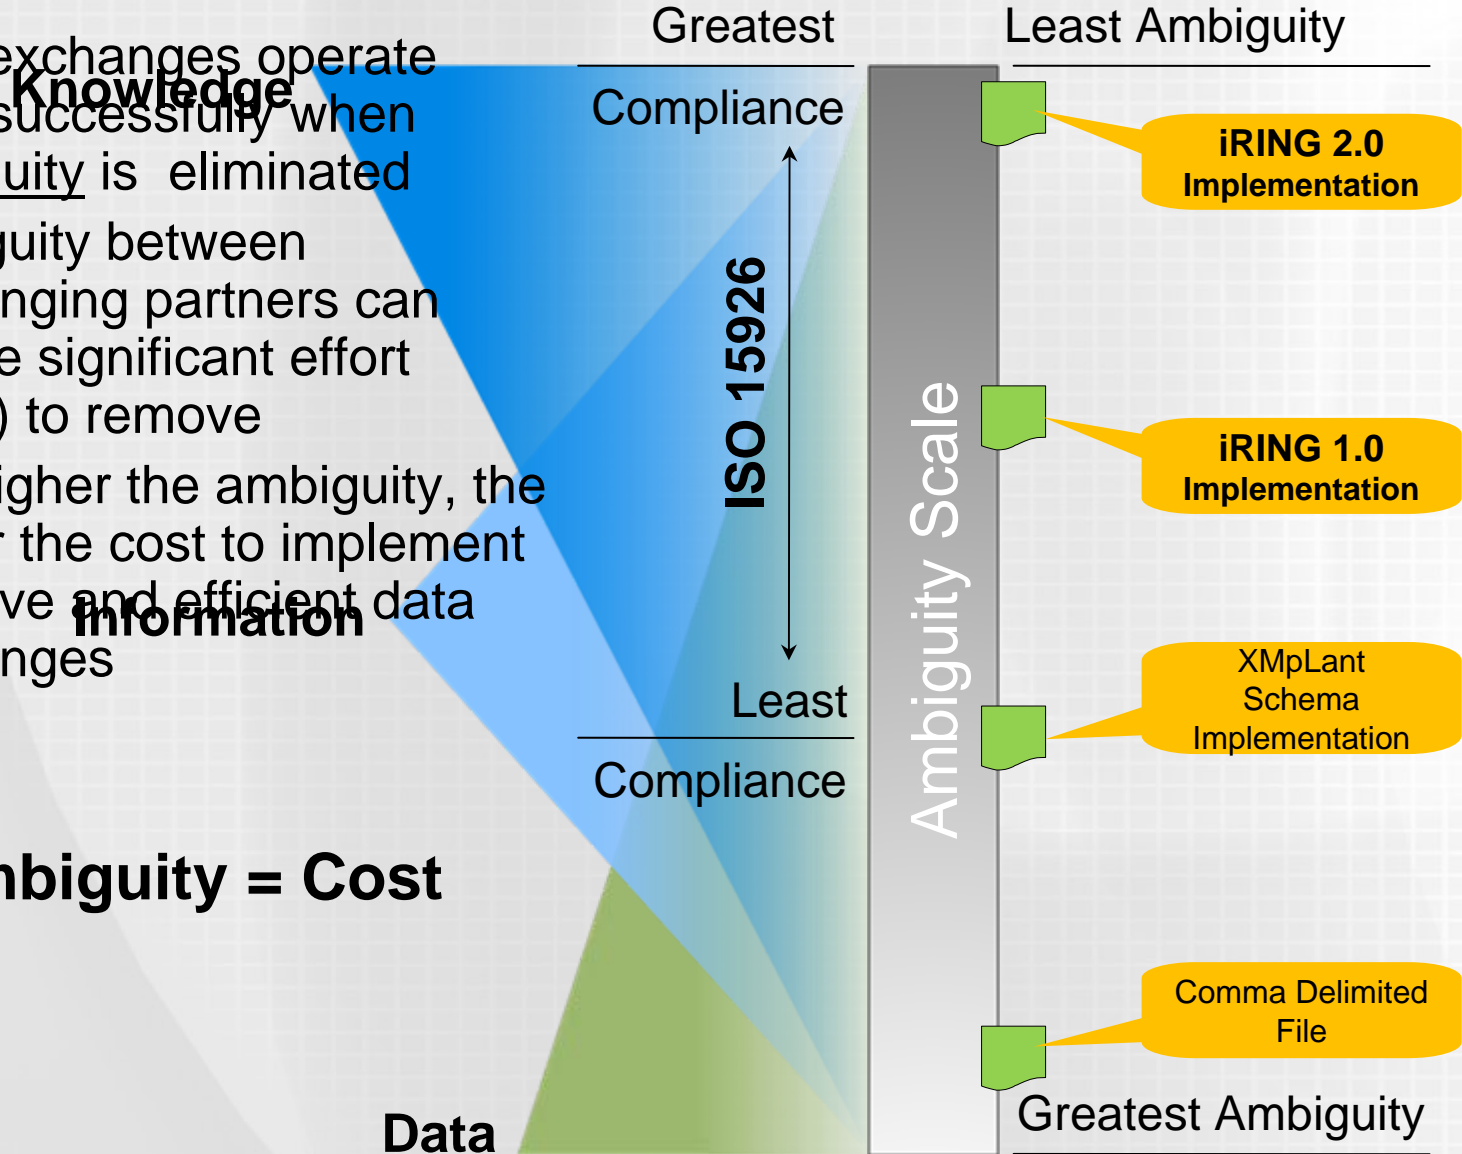 exchanges operate
successfully when
uity is eliminated
guity between
nging partners can
e significant effort
) to remove
igher the ambiguity, the
r the cost to implement
ve and efficient data
nges
mbiguity = Cost
Knowledge
Information
Data
Greatest
Compliance
ISO 15926
Least
Compliance
Ambiguity Scale
Least Ambiguity
iRING 2.0
Implementation
iRING 1.0
Implementation
XMpLant
Schema
Implementation
Comma Delimited
File
Greatest Ambiguity